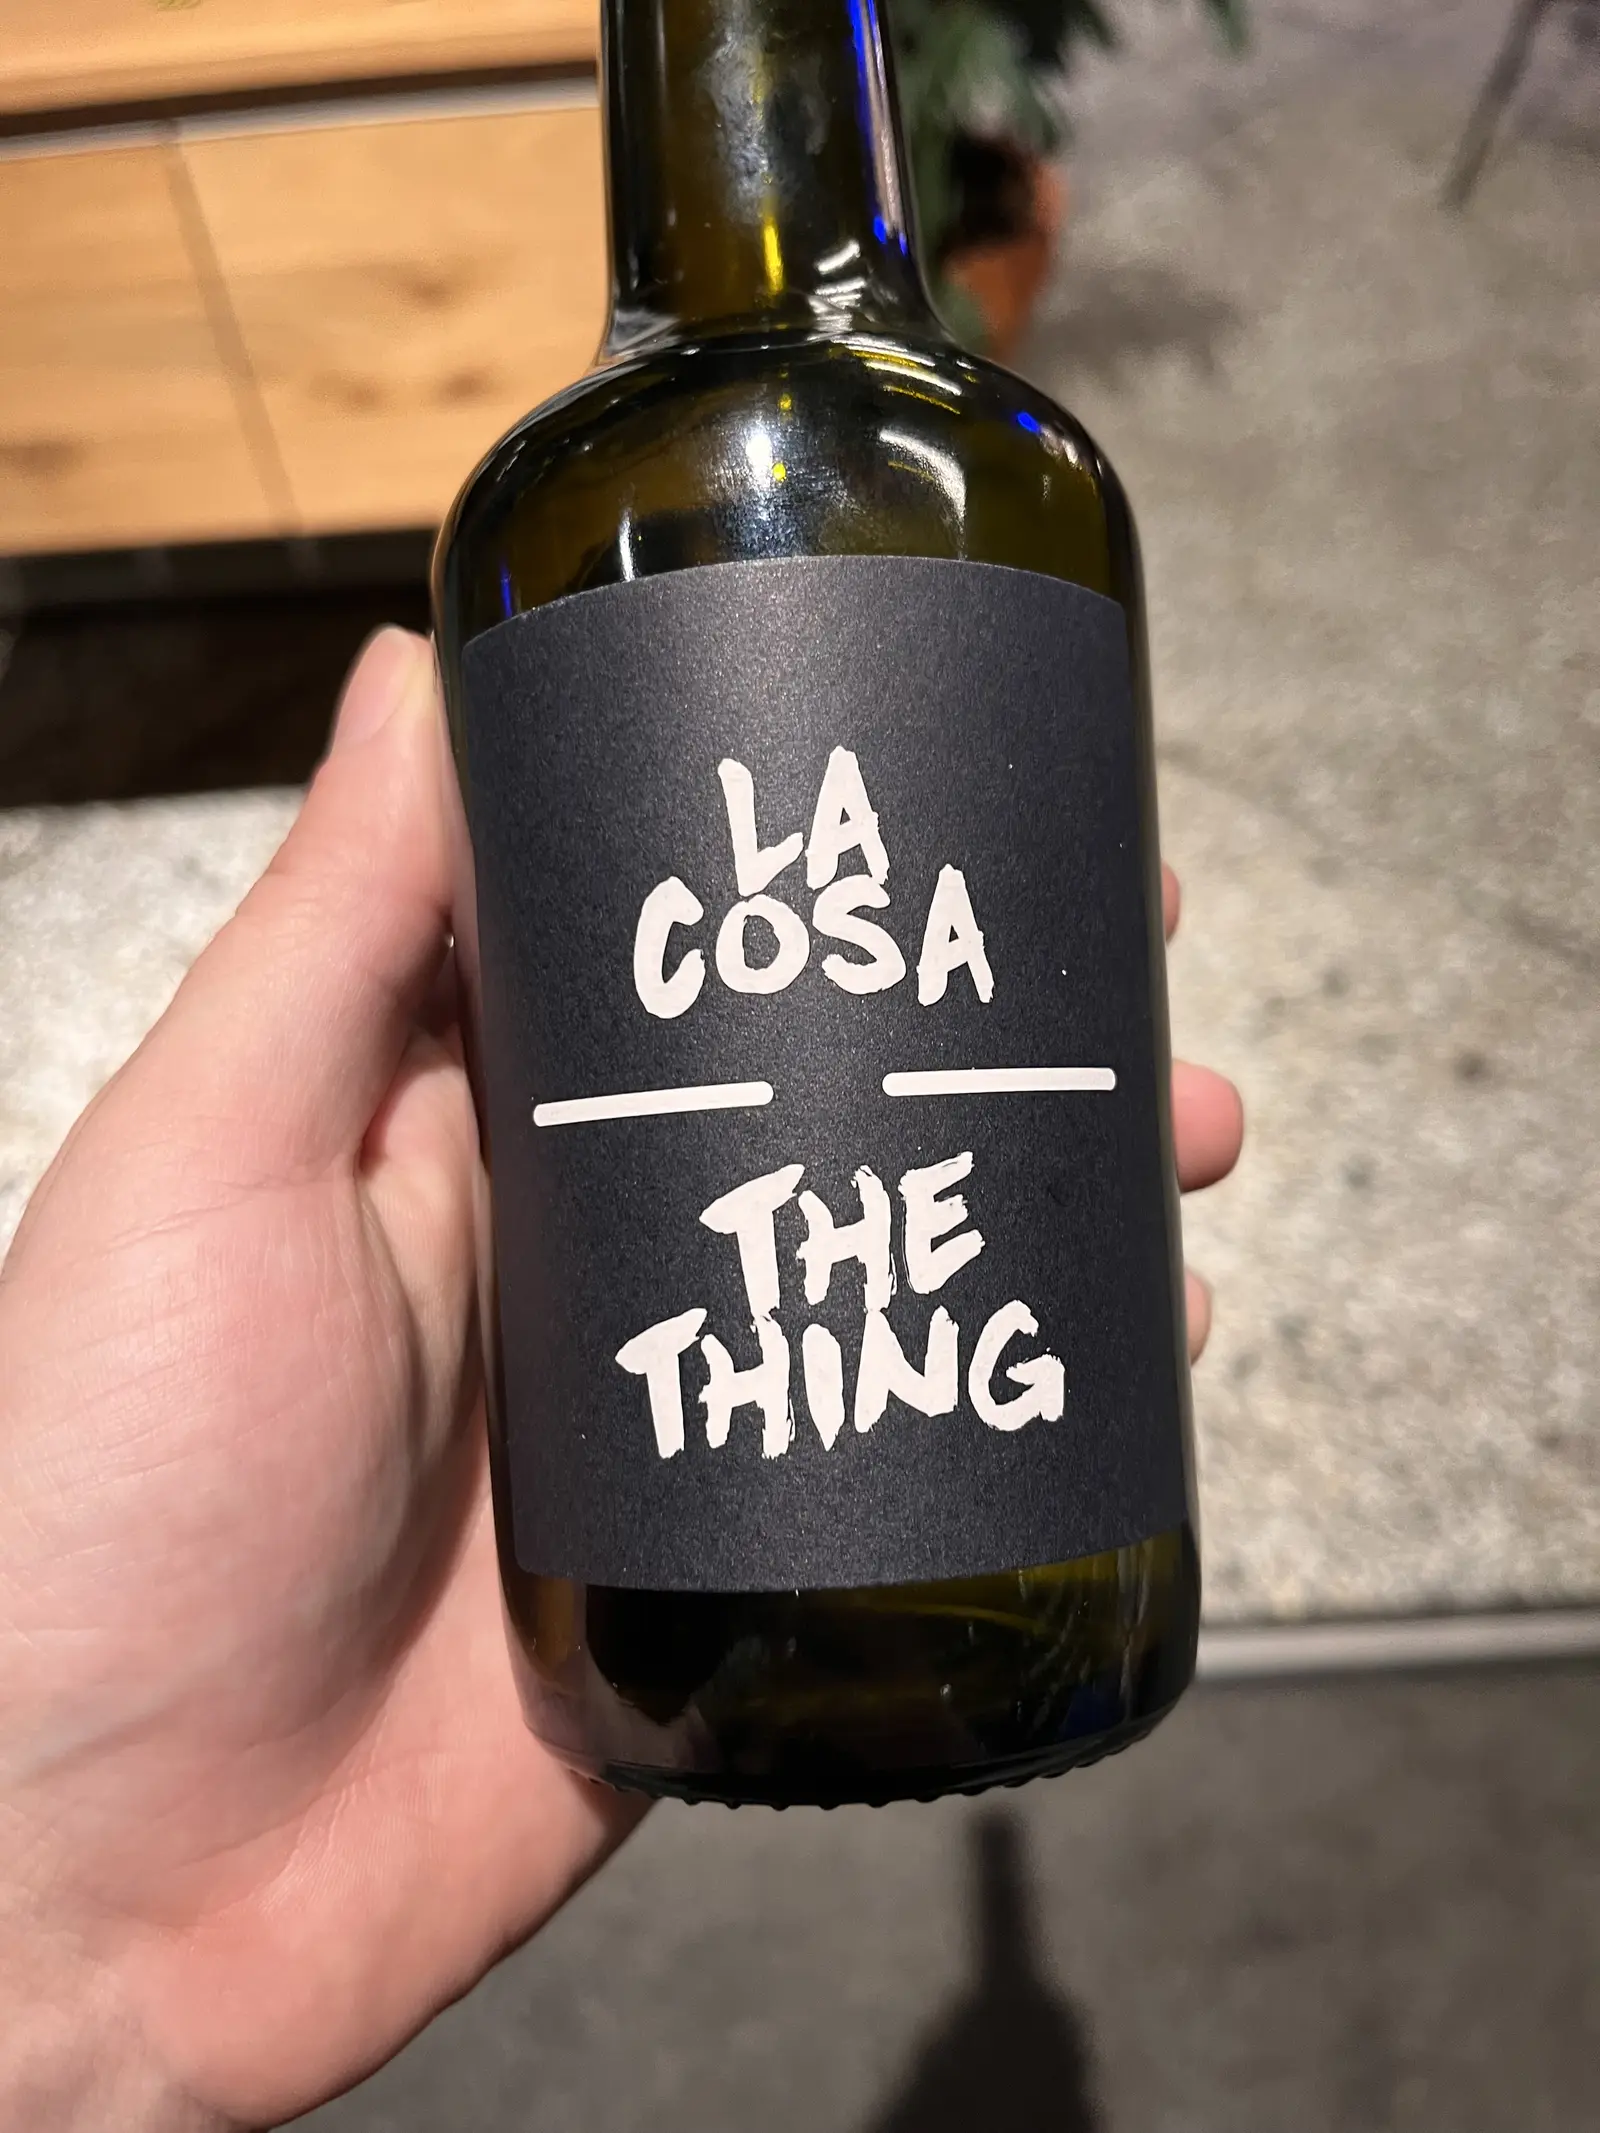 LA
COSA
THE
THING